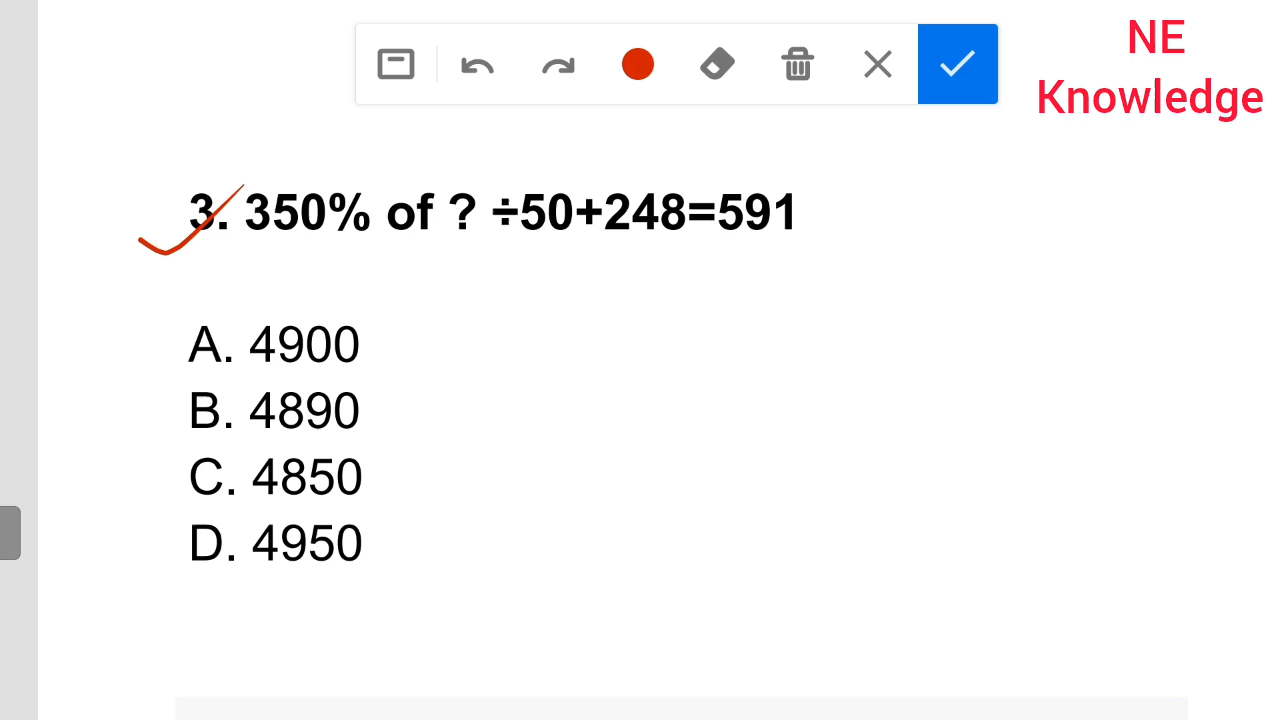 NE
Knowledge
3. 350% of ? ÷50+248=591
A. 4900
B. 4890
C. 4850
D. 4950